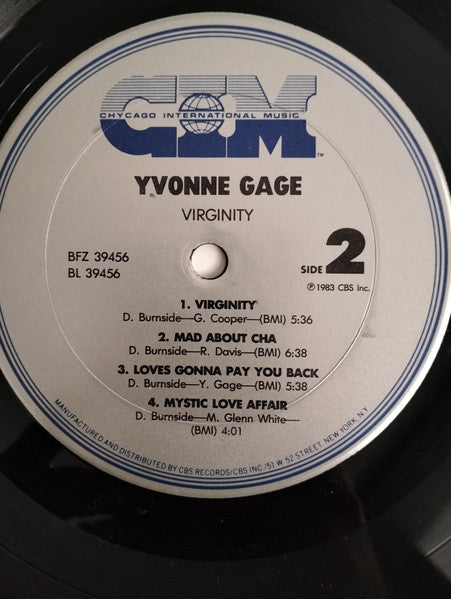 CIM
CHYCAGO INTERNATIONAL MUSIC
TM
YVONNE GAGE
VIRGINITY
BFZ 39456
BL 39456
SIDE 2
℗ 1983 CBS Inc.
1. VIRGINITY
D. Burnside—G. Cooper—(BMI) 5:36
2. MAD ABOUT CHA
D. Burnside—R. Davis—(BMI) 6:38
3. LOVES GONNA PAY YOU BACK
D. Burnside—Y. Gage—(BMI) 5:38
4. MYSTIC LOVE AFFAIR
D. Burnside—M. Glenn White—
(BMI) 4:01
MANUFACTURED AND DISTRIBUTED BY CBS RECORDS/CBS INC./51 W 52 STREET, NEW YORK, N.Y.